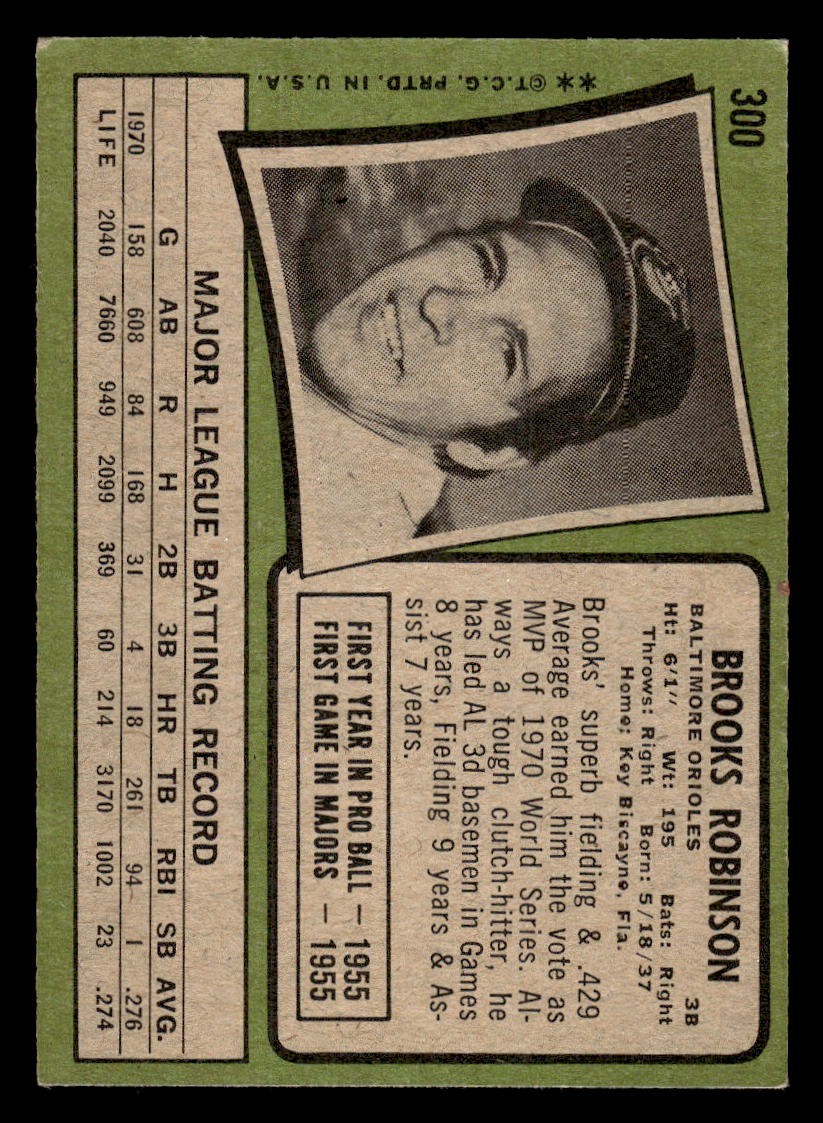 300
**©T.C.G. PRTD. IN U.S.A.
BROOKS ROBINSON
BALTIMORE ORIOLES 3B
Ht: 6/1″ Wt: 195 Bats: Right
Throws: Right Born: 5/18/37
Home: Key Biscayne, Fla.
Brooks' superb fielding & .429
Average earned him the vote as
MVP of 1970 World Series. Al-
ways a tough clutch-hitter, he
has led AL 3d basemen in Games
8 years, Fielding 9 years & As-
sist 7 years.
FIRST YEAR IN PRO BALL — 1955
FIRST GAME IN MAJORS — 1955
MAJOR LEAGUE BATTING RECORD
G AB R H 2B 3B HR TB RBI SB AVG.
1970 158 608 84 168 31 4 18 261 94 1 .276
LIFE 2040 7660 949 2099 369 60 214 3170 1002 23 .274